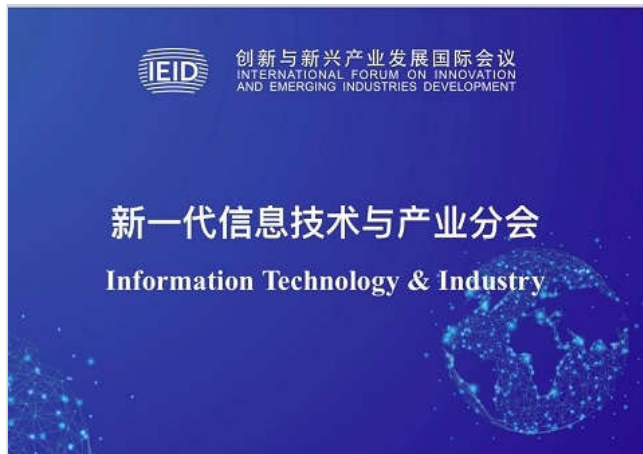 IEID
创新与新兴产业发展国际会议
INTERNATIONAL FORUM ON INNOVATION
AND EMERGING INDUSTRIES DEVELOPMENT
新一代信息技术与产业分会
Information Technology & Industry